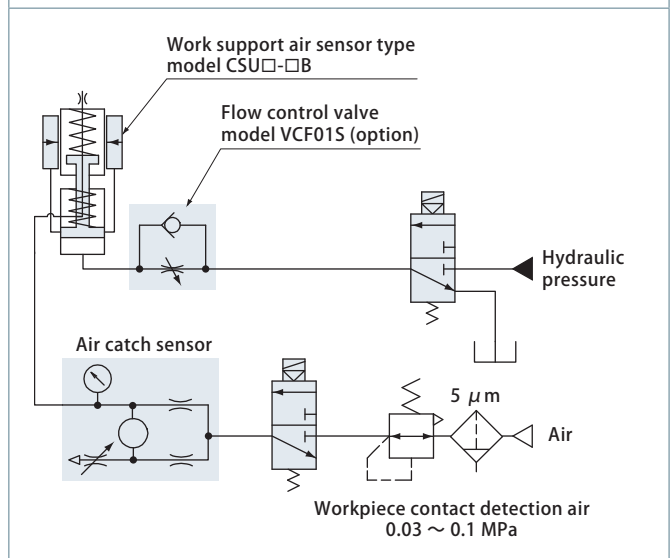 Work support air sensor type
model CSU□-□B
Flow control valve
model VCF01S (option)
Hydraulic
pressure
Air catch sensor
5 μm
Air
Workpiece contact detection air
0.03 ～ 0.1 MPa